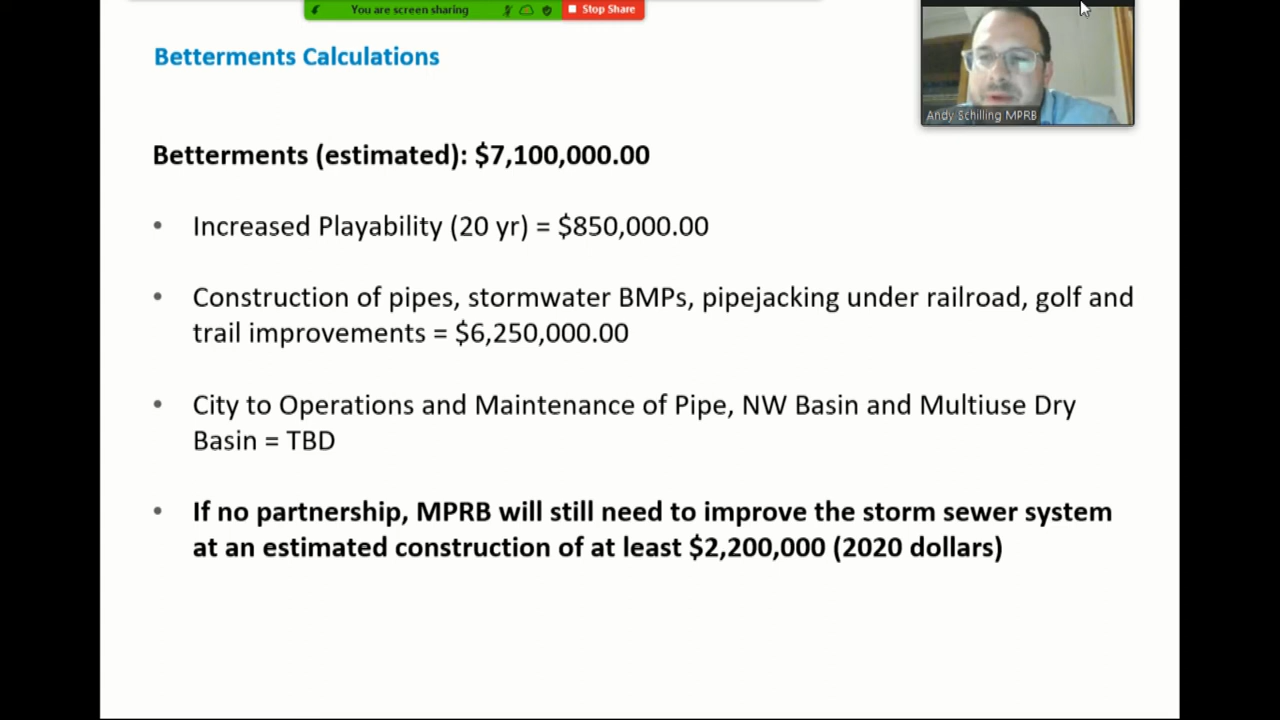 You are screen sharing
Stop Share
Betterments Calculations
Andy Schilling MPRB
Betterments (estimated): $7,100,000.00
• Increased Playability (20 yr) = $850,000.00
• Construction of pipes, stormwater BMPs, pipejacking under railroad, golf and
trail improvements = $6,250,000.00
• City to Operations and Maintenance of Pipe, NW Basin and Multiuse Dry
Basin = TBD
• If no partnership, MPRB will still need to improve the storm sewer system
at an estimated construction of at least $2,200,000 (2020 dollars)